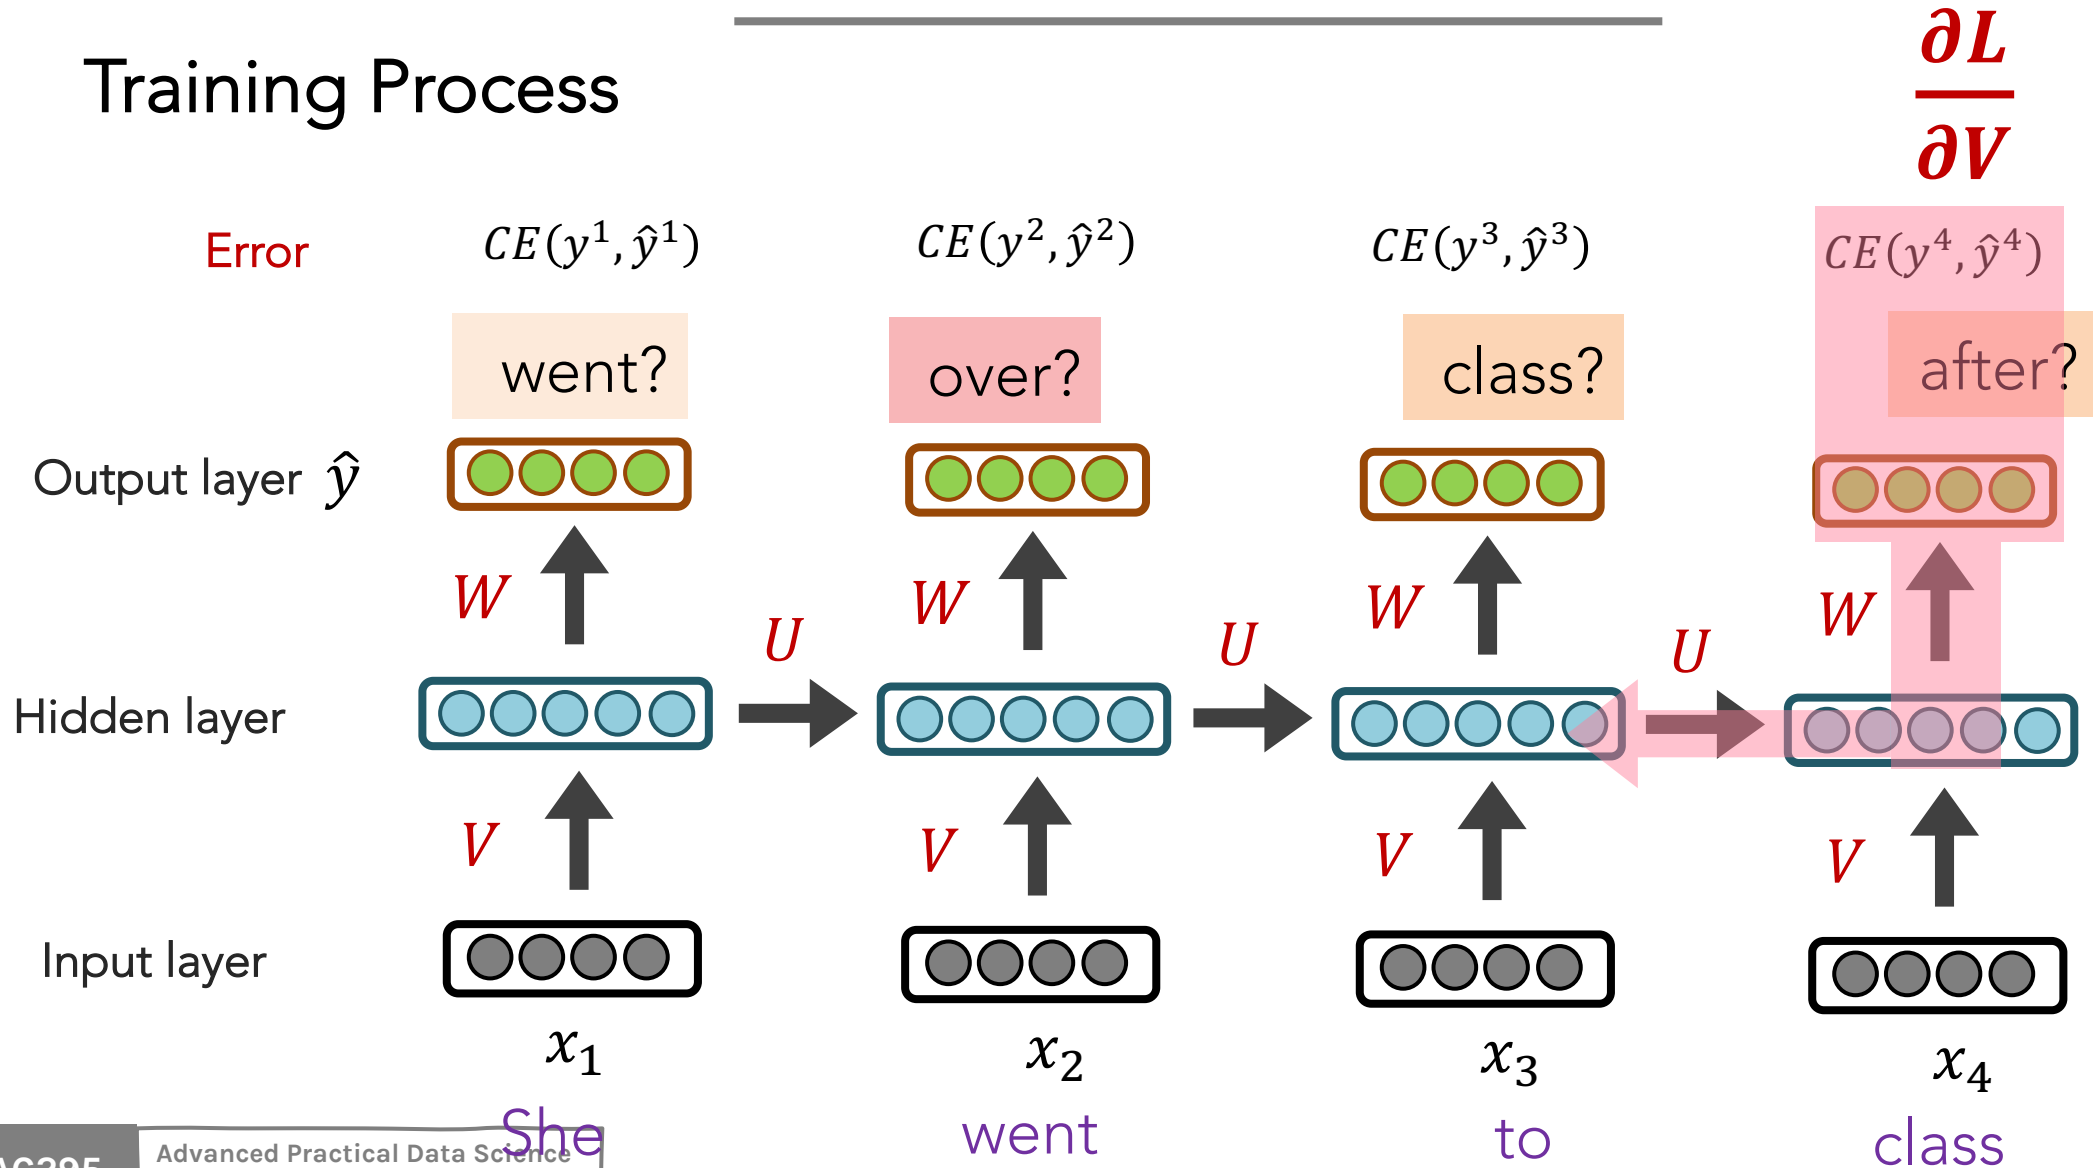 Training Process
∂L
∂V
Error CE(y¹, ŷ¹) CE(y², ŷ²) CE(y³, ŷ³) CE(y⁴, ŷ⁴)
went? over? class? after?
Output layer ŷ
W W W W
U U U
Hidden layer
V V V V
Input layer
x₁ x₂ x₃ x₄
She went to class
Advanced Practical Data Science